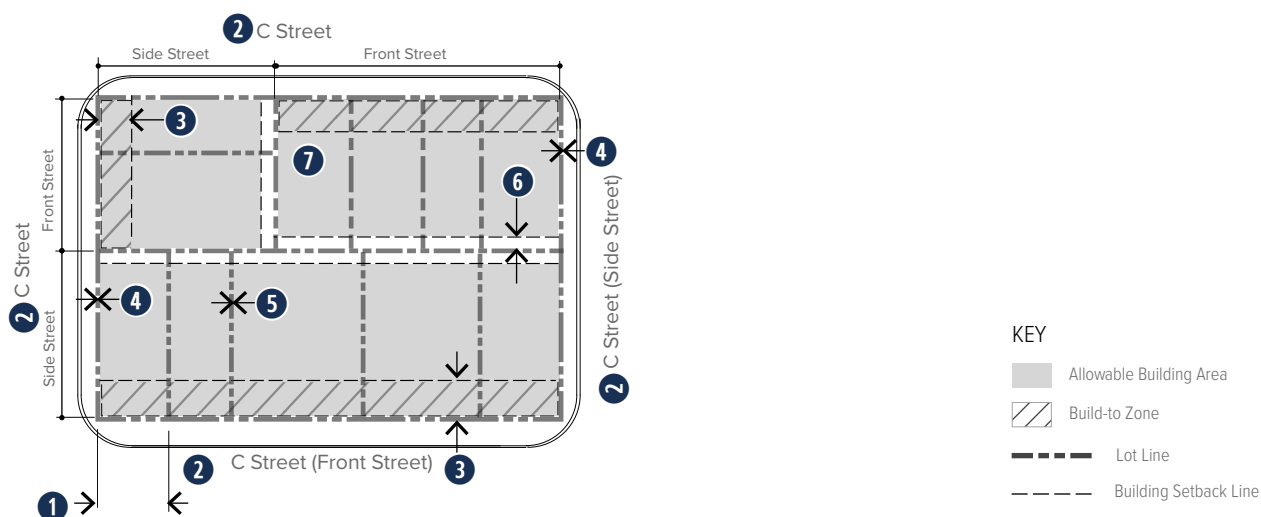 2 C Street
Side Street
Front Street
3
4
7
6
Front Street
2 C Street
Side Street
4
5
C Street (Side Street)
2
C Street (Front Street)
2
3
1
KEY
Allowable Building Area
Build-to Zone
Lot Line
Building Setback Line